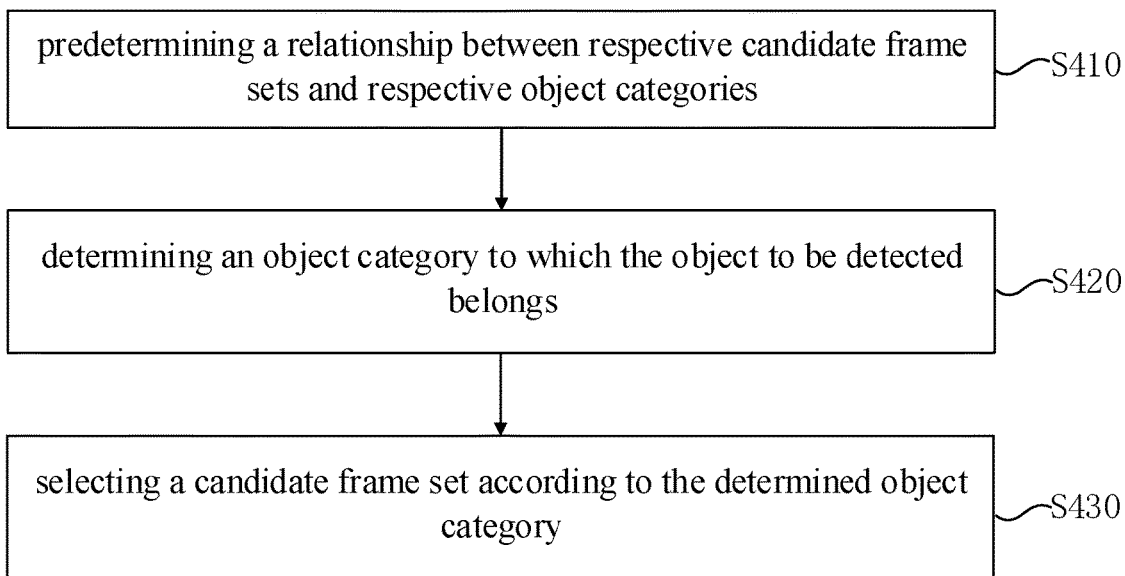 predetermining a relationship between respective candidate frame
sets and respective object categories
S410
determining an object category to which the object to be detected
belongs
S420
selecting a candidate frame set according to the determined object
category
S430